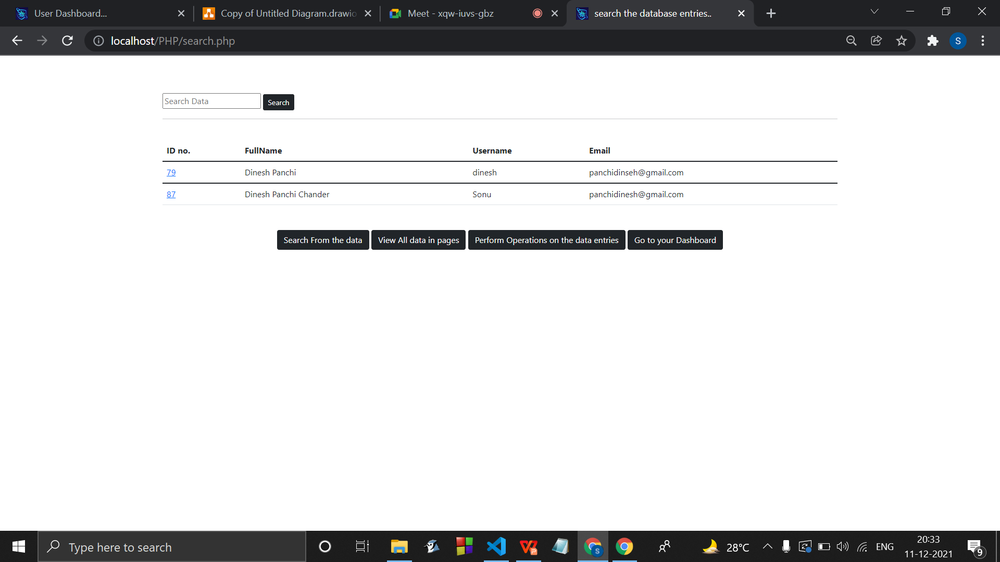 User Dashboard...
Copy of Untitled Diagram.drawio
Meet - xqw-iuvs-gbz
search the database entries..
localhost/PHP/search.php
S
Search Data
Search
ID no. FullName Username Email
79 Dinesh Panchi dinesh panchidinseh@gmail.com
87 Dinesh Panchi Chander Sonu panchidinesh@gmail.com
Search From the data View All data in pages Perform Operations on the data entries Go to your Dashboard
Type here to search
S
28°C
ENG
20:33
11-12-2021
9